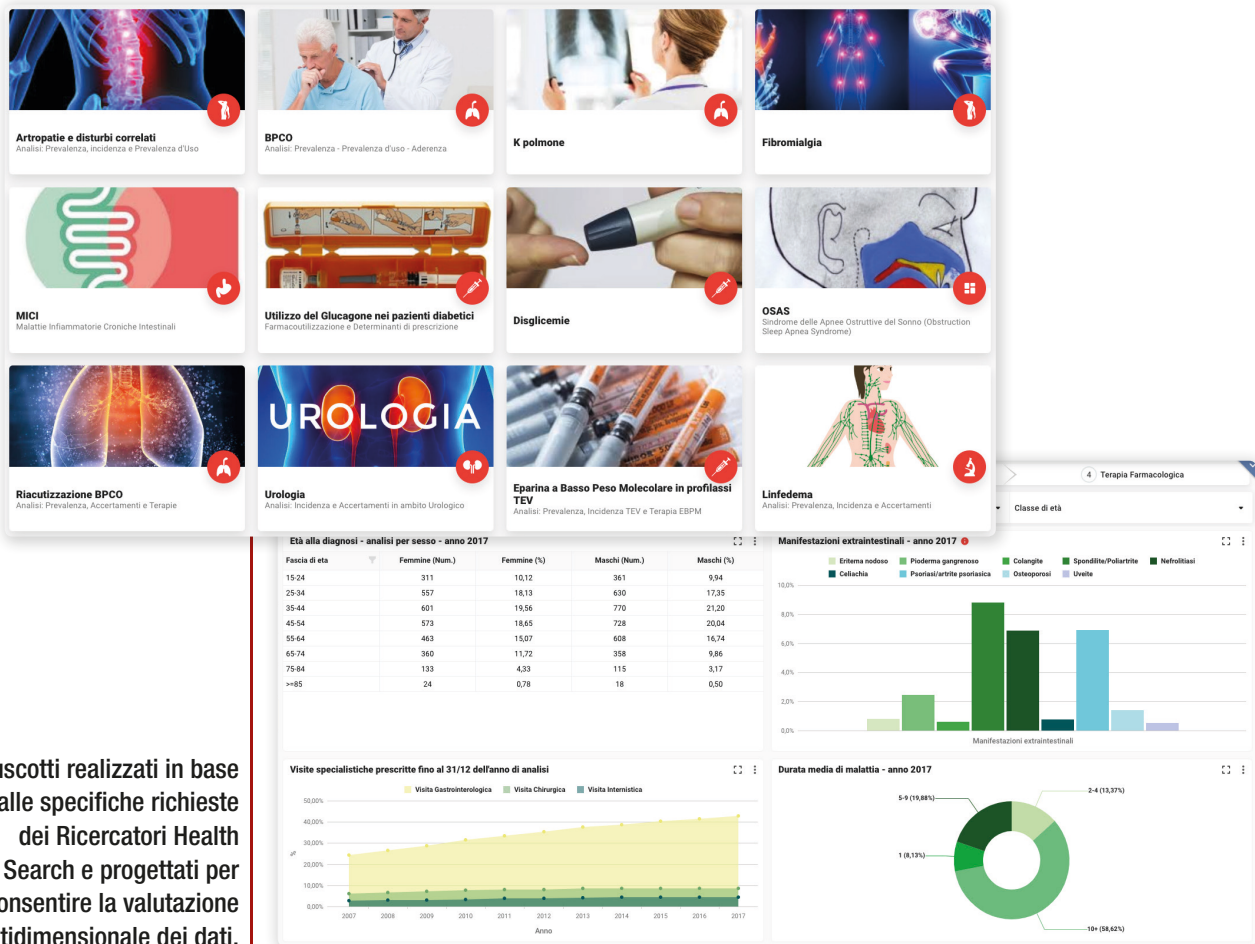 Artropatie e disturbi correlati
Analisi: Prevalenza, incidenza e Prevalenza d'Uso
BPCO
Analisi: Prevalenza - Prevalenza d'uso - Aderenza
K polmone
Fibromialgia
MICI
Malattie Infiammatorie Croniche Intestinali
Utilizzo del Glucagone nei pazienti diabetici
Farmacoutilizzazione e Determinanti di prescrizione
Disglicemie
OSAS
Sindrome delle Apnee Ostruttive del Sonno (Obstruction
Sleep Apnea Syndrome)
UROLOGIA
Riacutizzazione BPCO
Analisi: Prevalenza, Accertamenti e Terapie
Urologia
Analisi: Incidenza e Accertamenti in ambito Urologico
Eparina a Basso Peso Molecolare in profilassi
TEV
Analisi: Prevalenza, Incidenza TEV e Terapia EBPM
Linfedema
Analisi: Prevalenza, Incidenza e Accertamenti
4 Terapia Farmacologica
Classe di età
Età alla diagnosi - analisi per sesso - anno 2017
Fascia di eta Femmine (Num.) Femmine (%) Maschi (Num.) Maschi (%)
15-24 311 10,12 361 9,94
25-34 557 18,13 630 17,35
35-44 601 19,56 770 21,20
45-54 573 18,65 728 20,04
55-64 463 15,07 608 16,74
65-74 360 11,72 358 9,86
75-84 133 4,33 115 3,17
>=85 24 0,78 18 0,50
Manifestazioni extraintestinali - anno 2017
Eritema nodoso Pioderma gangrenoso Colangite Spondilite/Poliartrite Nefrolitiasi
Celiachia Psoriasi/artrite psoriasica Osteoporosi Uveite
10,0%
8,0%
6,0%
4,0%
2,0%
0,0%
Manifestazioni extraintestinali
uscotti realizzati in base
alle specifiche richieste
dei Ricercatori Health
Search e progettati per
onsentire la valutazione
tidimensionale dei dati.
Visite specialistiche prescritte fino al 31/12 dell'anno di analisi
Visita Gastrointerologica Visita Chirurgica Visita Internistica
50,00%
40,00%
30,00%
20,00%
10,00%
0,00%
%
2007 2008 2009 2010 2011 2012 2013 2014 2015 2016 2017
Anno
Durata media di malattia - anno 2017
5-9 (19,88%)
2-4 (13,37%)
1 (8,13%)
10+ (58,62%)